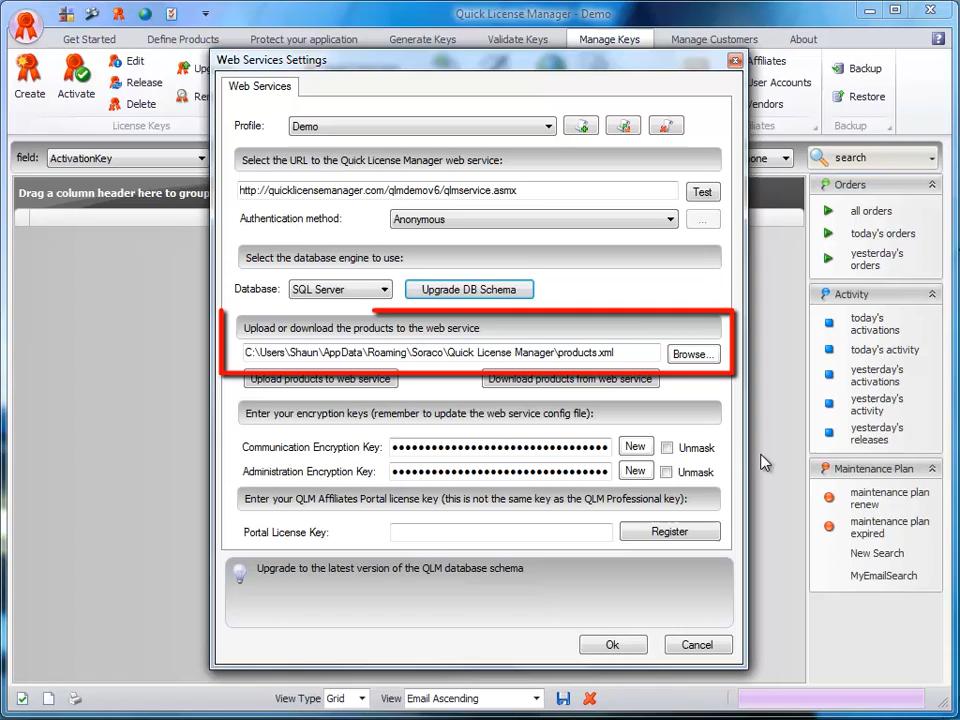 Quick License Manager - Demo
Get Started
Define Products
Protect your application
Generate Keys
Validate Keys
Manage Keys
Manage Customers
About
Create
Activate
Edit
Release
Delete
License Keys
Affiliates
User Accounts
Vendors
Backup
Restore
Backup
field:
ActivationKey
search
Drag a column header here to group
Web Services Settings
Web Services
Profile:
Demo
Select the URL to the Quick License Manager web service:
http://quicklicensemanager.com/qlmdemov6/qlmservice.asmx
Test
Authentication method:
Anonymous
...
Select the database engine to use:
Database:
SQL Server
Upgrade DB Schema
Upload or download the products to the web service
C:\Users\Shaun\AppData\Roaming\Soraco\Quick License Manager\products.xml
Browse...
Upload products to web service
Download products from web service
Enter your encryption keys (remember to update the web service config file):
Communication Encryption Key:
New
Unmask
Administration Encryption Key:
New
Unmask
Enter your QLM Affiliates Portal license key (this is not the same key as the QLM Professional key):
Portal License Key:
Register
Upgrade to the latest version of the QLM database schema
Ok
Cancel
Orders
all orders
today's orders
yesterday's
orders
Activity
today's
activations
today's activity
yesterday's
activations
yesterday's
activity
yesterday's
releases
Maintenance Plan
maintenance plan
renew
maintenance plan
expired
New Search
MyEmailSearch
View Type
Grid
View
Email Ascending